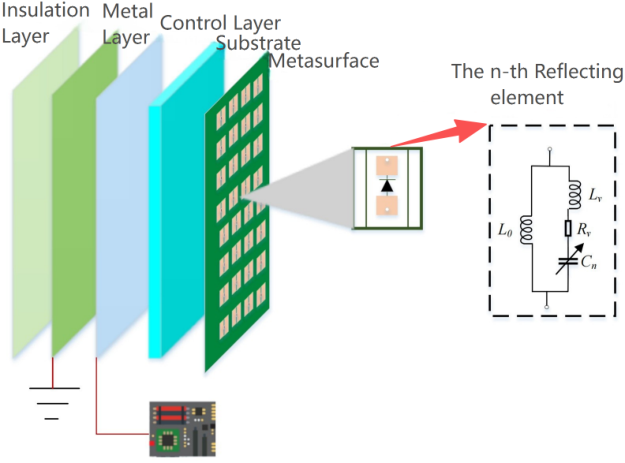 Insulation
Layer
Metal
Layer
Control Layer
Substrate
Metasurface
The n-th Reflecting
element
L0
Lv
Rv
Cn